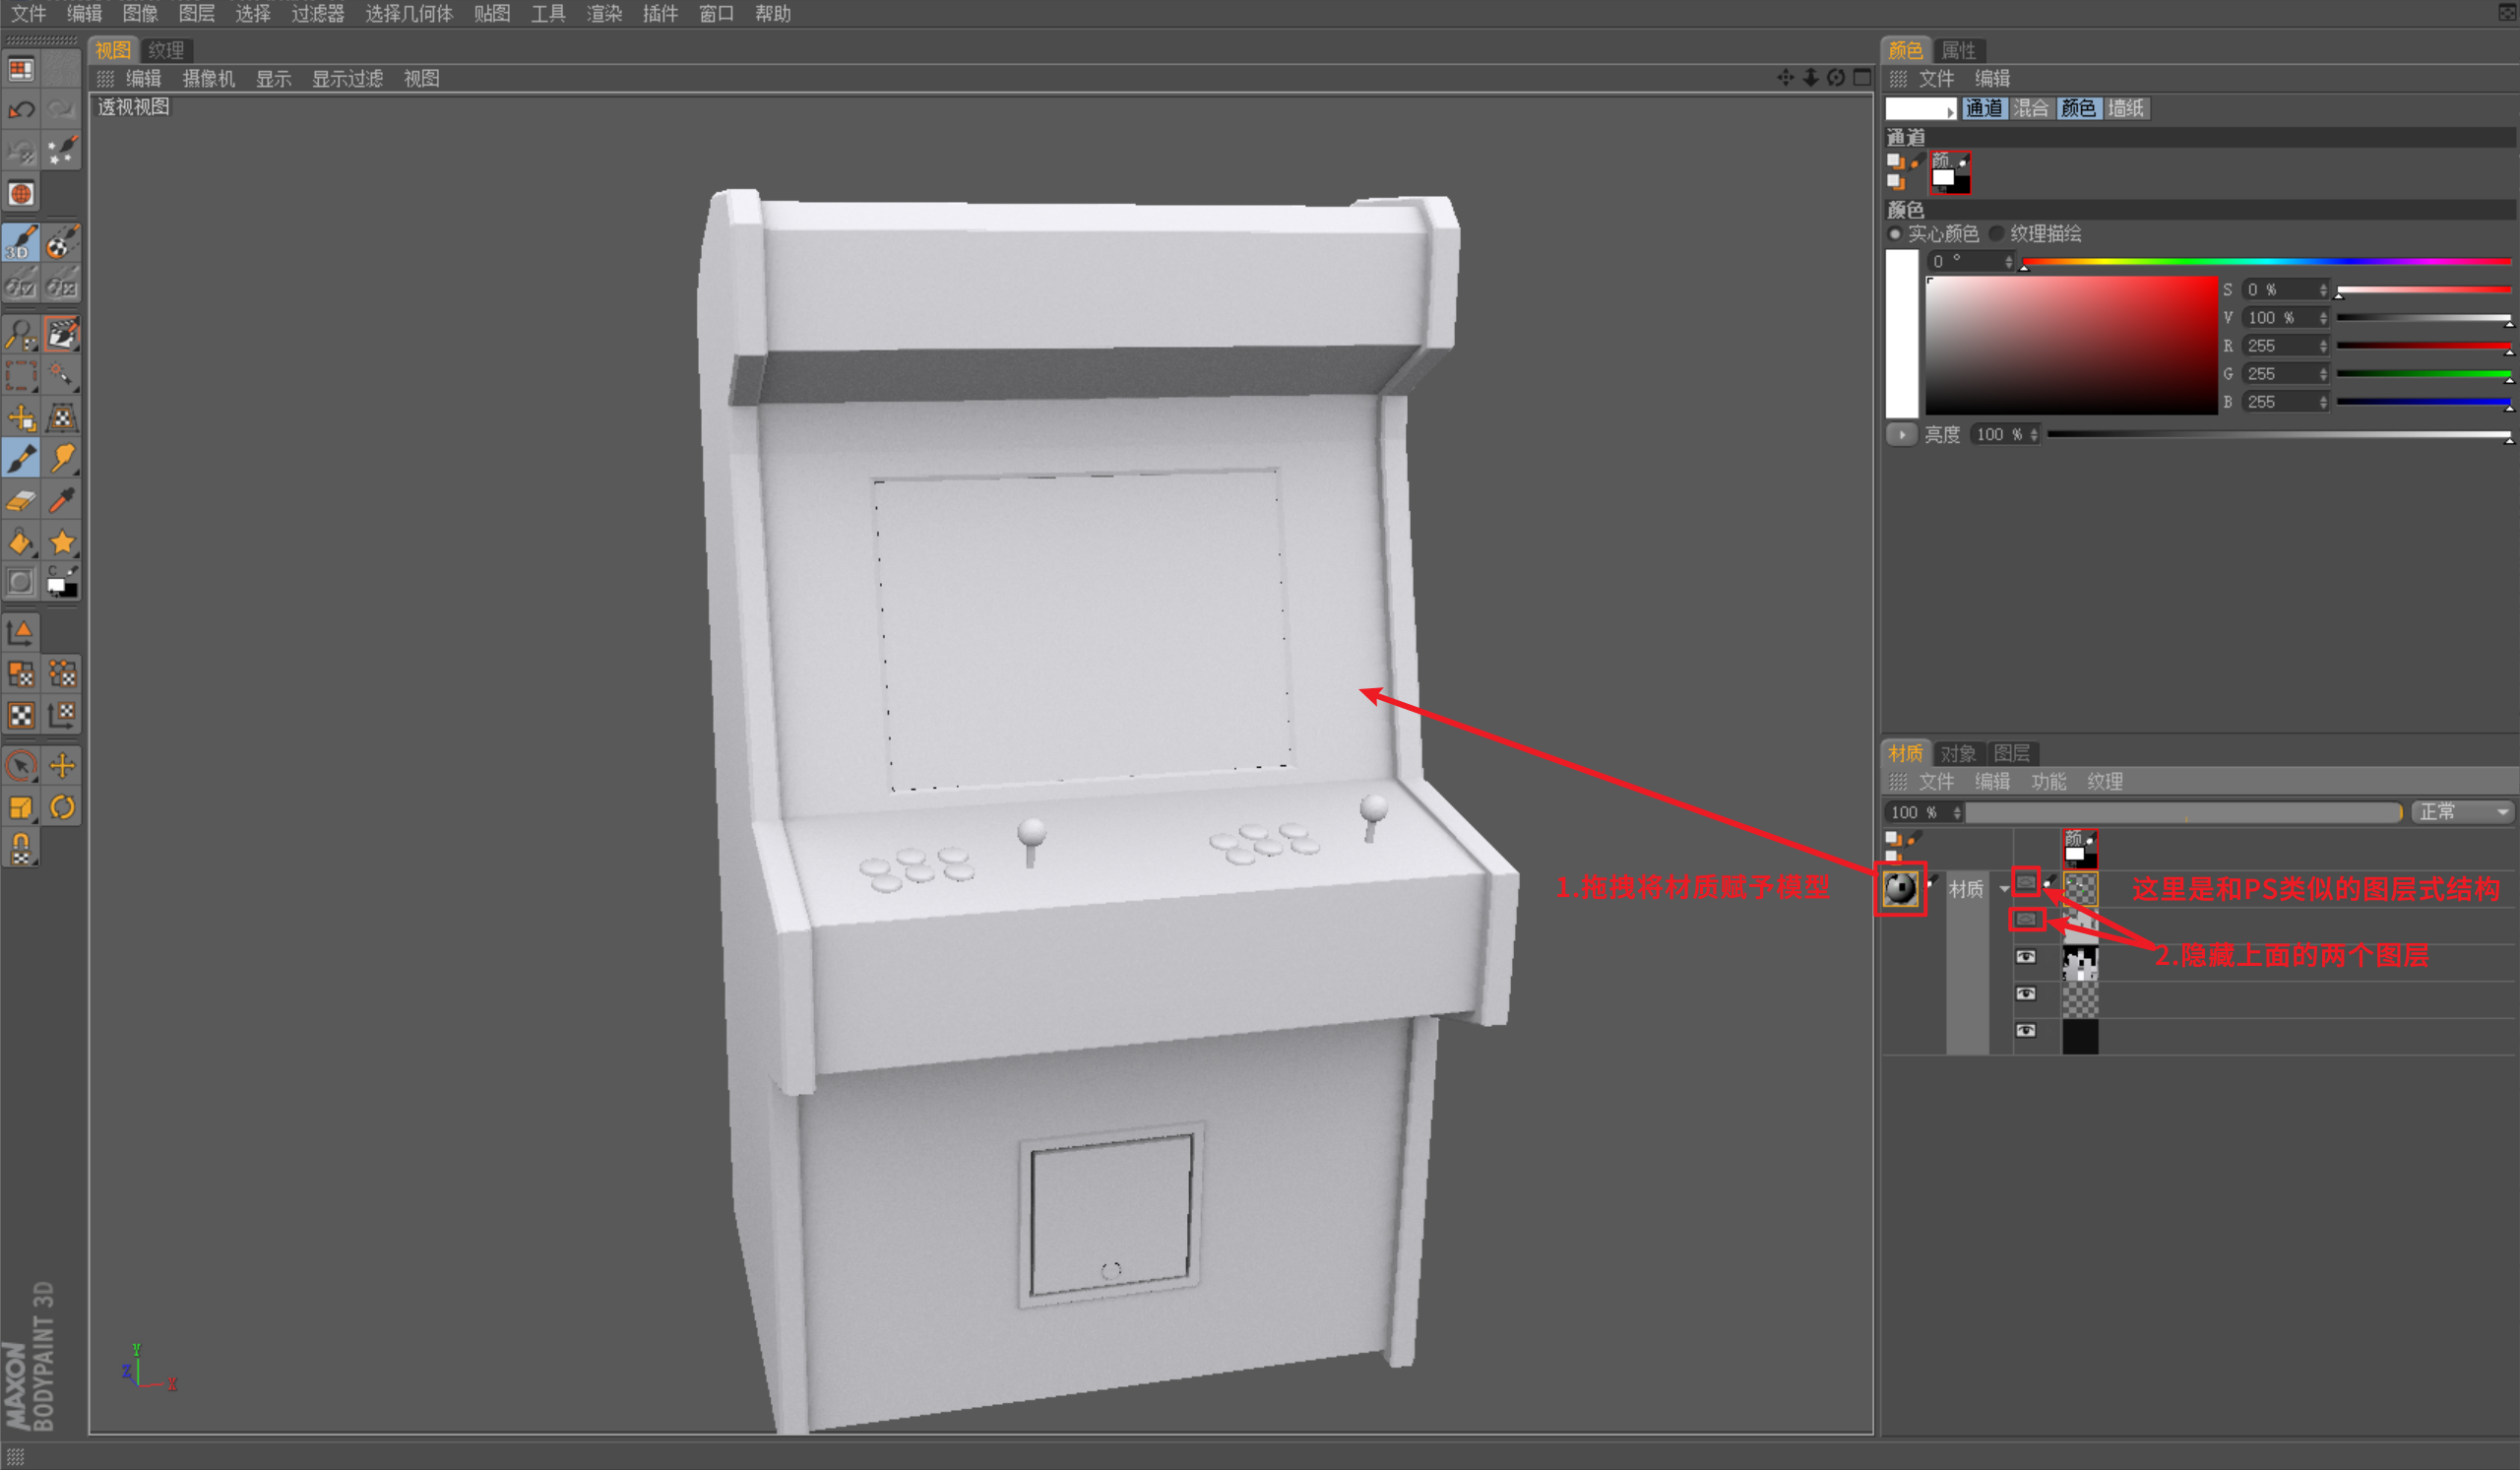 文件 编辑 图像 图层 选择 过滤器 选择几何体 贴图 工具 渲染 插件 窗口 帮助
视图 纹理
编辑 摄像机 显示 显示过滤 视图
透视视图
3D
C
颜色 属性
文件 编辑
通道 混合 颜色 墙纸
通道
颜.
颜色
实心颜色 纹理描绘
0 °
S 0 %
V 100 %
R 255
G 255
B 255
亮度 100 %
材质 对象 图层
文件 编辑 功能 纹理
100 % 正常
颜.
材质
1.拖拽将材质赋予模型
这里是和PS类似的图层式结构
2.隐藏上面的两个图层
Y
Z
X
MAXON
BODYPAINT 3D